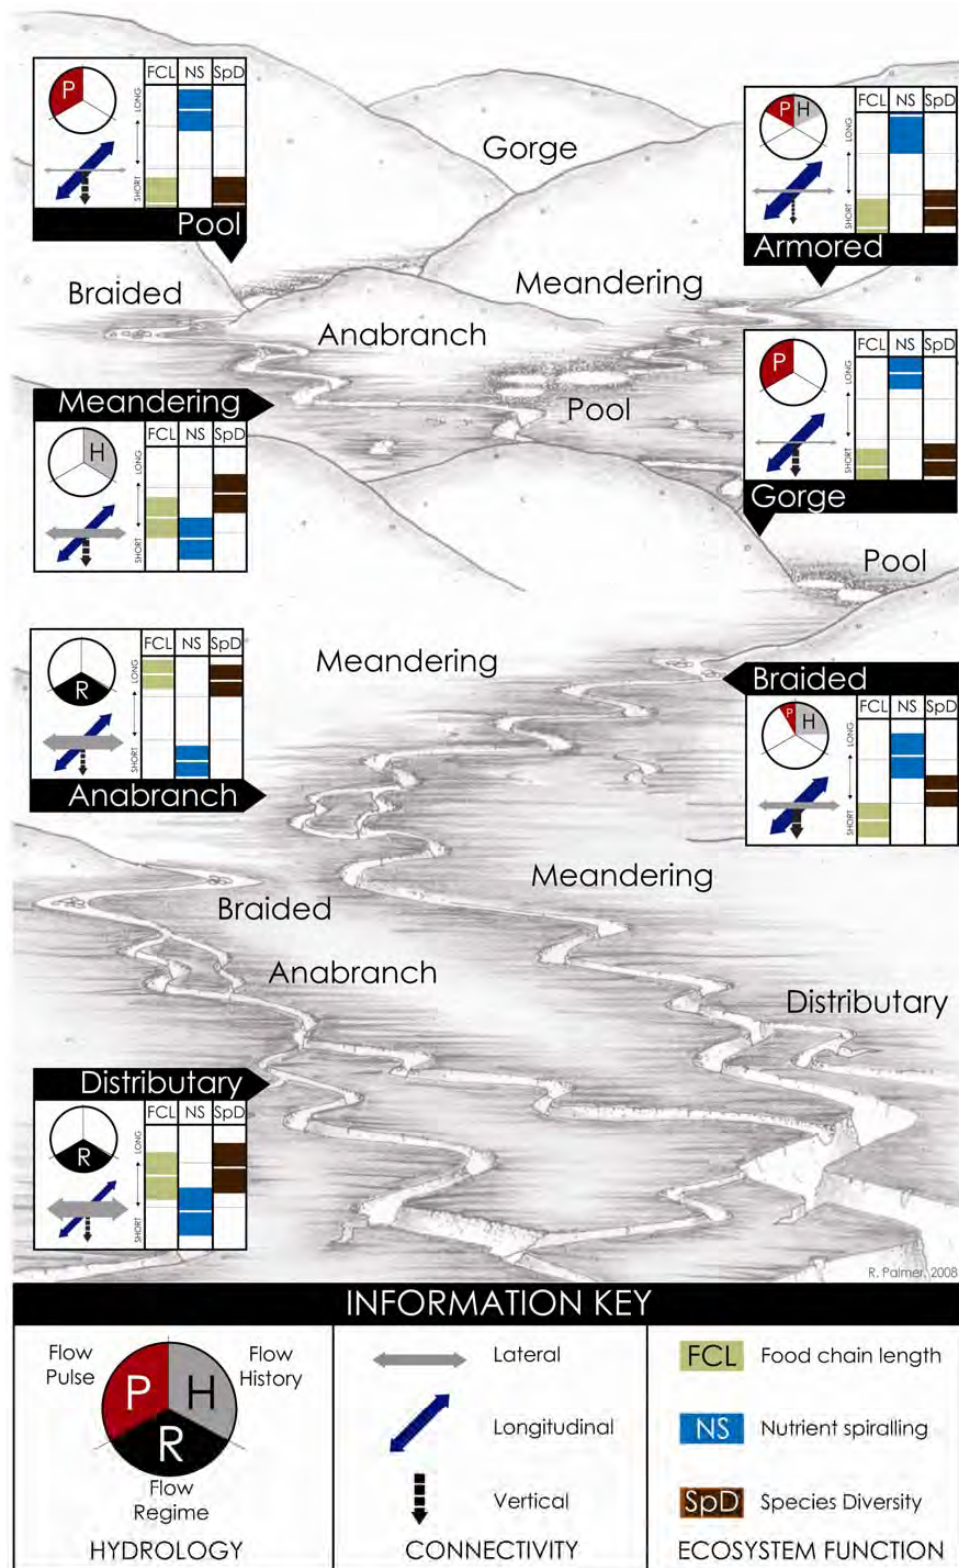 FCL NS SpD
P
LONG
SHORT
Pool
Gorge
FCL NS SpD
P H
LONG
SHORT
Armored
Braided
Meandering
Anabranch
Pool
FCL NS SpD
P
LONG
SHORT
Gorge
Meandering
FCL NS SpD
H
LONG
SHORT
Pool
FCL NS SpD
R
LONG
SHORT
Anabranch
Meandering
Braided
FCL NS SpD
P H
LONG
SHORT
Meandering
Braided
Anabranch
Distributary
Distributary
FCL NS SpD
R
LONG
SHORT
R. Palmer, 2008
INFORMATION KEY
Flow
Pulse
Flow
History
P H
R
Flow
Regime
HYDROLOGY
Lateral
Longitudinal
Vertical
CONNECTIVITY
FCL Food chain length
NS Nutrient spiralling
SpD Species Diversity
ECOSYSTEM FUNCTION